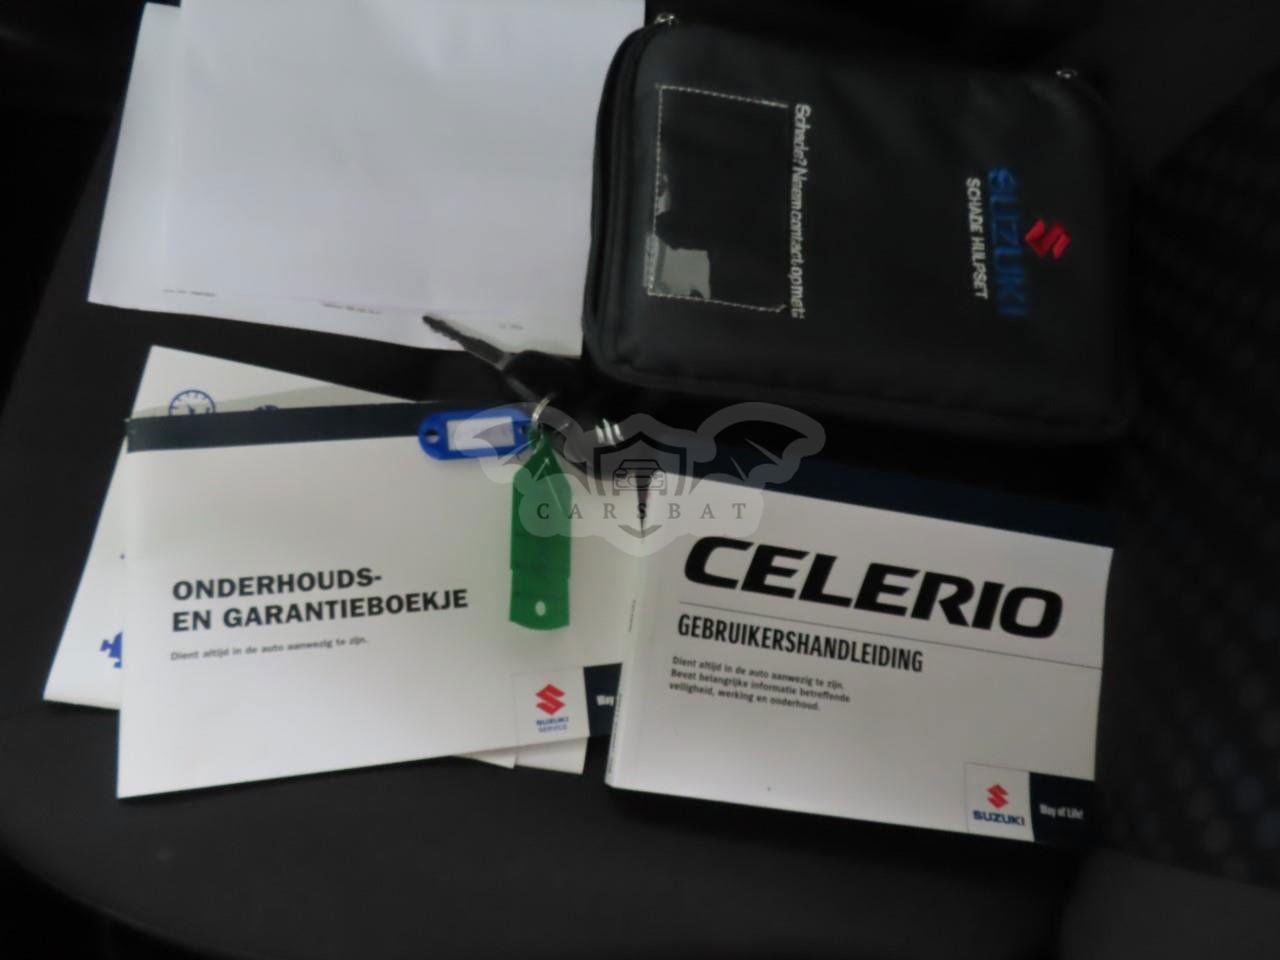 Schade? Neem contact op met:
SUZUKI
SCHADE HULPSET
ONDERHOUDS-
EN GARANTIEBOEKJE
Dient altijd in de auto aanwezig te zijn.
SUZUKI
SERVICE
Way
CARSBAT
CELERIO
GEBRUIKERSHANDLEIDING
Dient altijd in de auto aanwezig te zijn.
Bevat belangrijke informatie betreffende
veiligheid, werking en onderhoud.
SUZUKI
Way of Life!